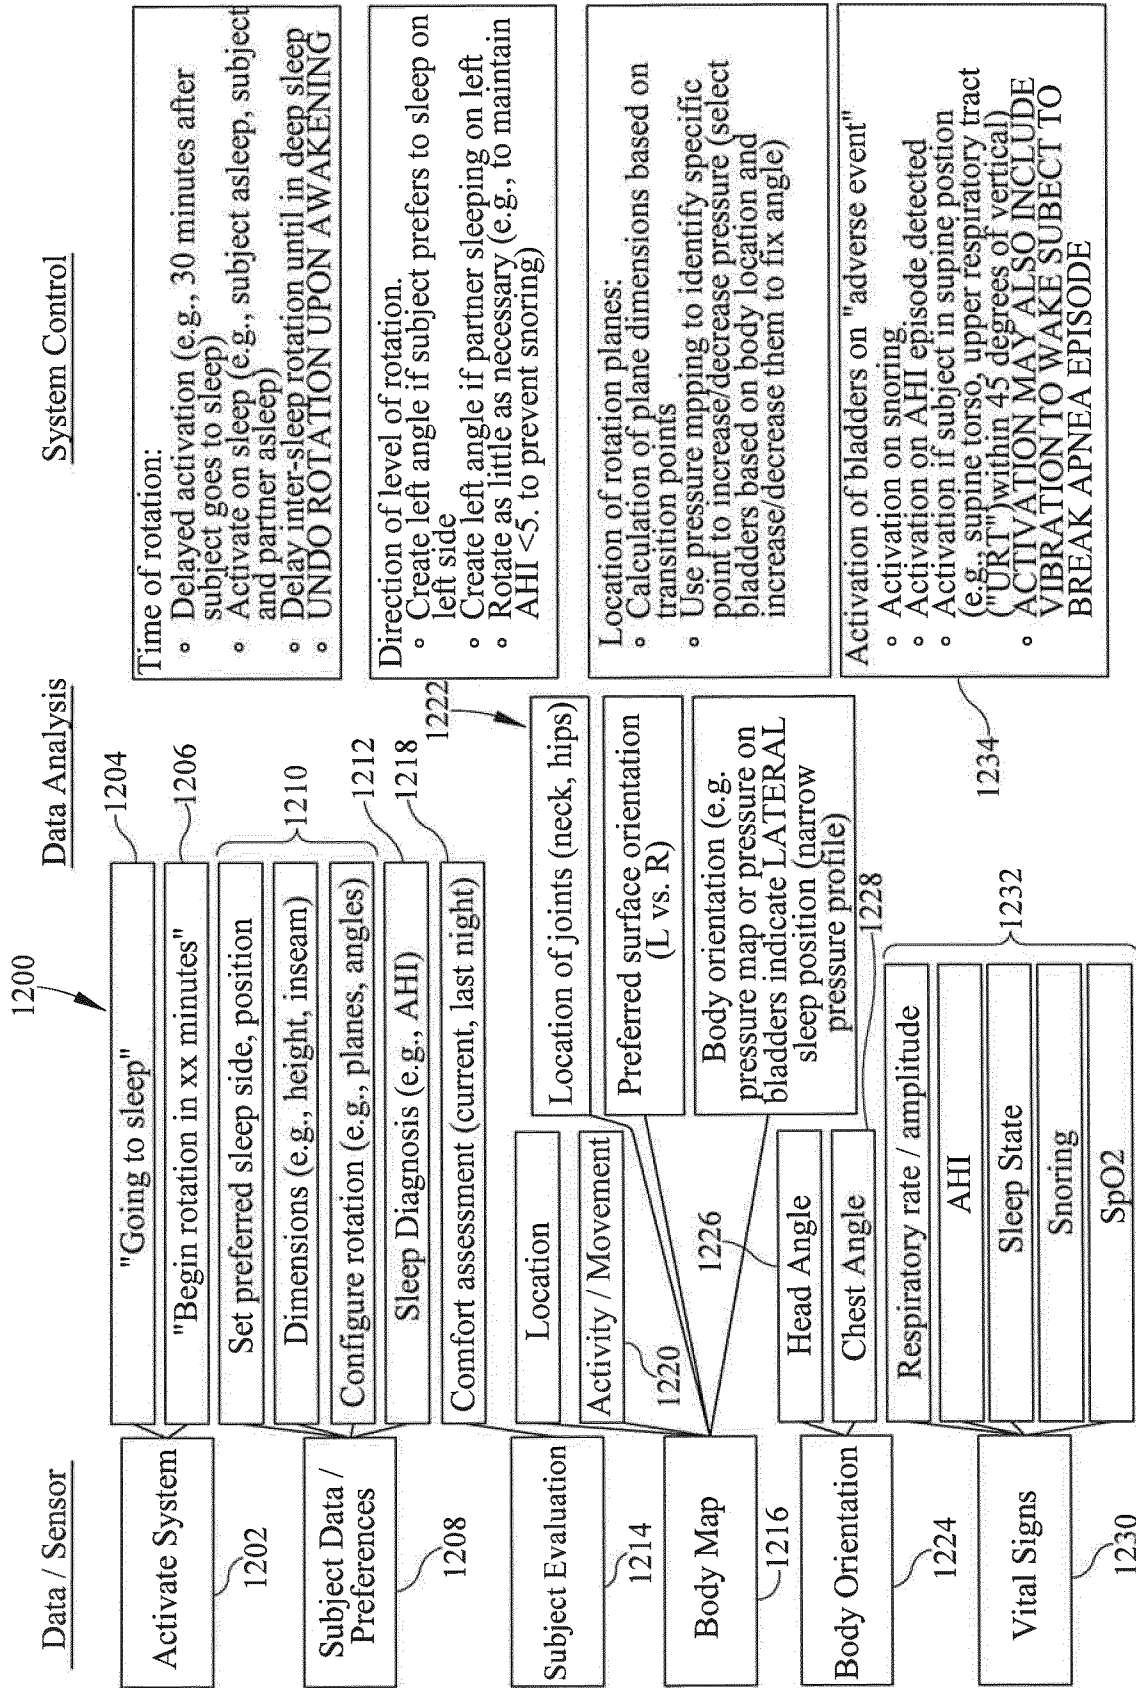 1200
Data / Sensor
Data Analysis
System Control
Activate System
1202
"Going to sleep"
1204
"Begin rotation in xx minutes"
1206
Subject Data /
Preferences
1208
Set preferred sleep side, position
Dimensions (e.g., height, inseam)
Configure rotation (e.g., planes, angles)
1210
Sleep Diagnosis (e.g., AHI)
1212
Subject Evaluation
1214
Comfort assessment (current, last night)
1218
Body Map
1216
Location
Activity / Movement
1220
1222
Location of joints (neck, hips)
Preferred surface orientation
(L vs. R)
Body orientation (e.g.
pressure map or pressure on
bladders indicate LATERAL
sleep position (narrow
pressure profile)
Body Orientation
1224
Head Angle
1226
Chest Angle
1228
Vital Signs
1230
Respiratory rate / amplitude
AHI
Sleep State
Snoring
SpO2
1232
Time of rotation:
∘ Delayed activation (e.g., 30 minutes after
subject goes to sleep)
∘ Activate on sleep (e.g., subject asleep, subject
and partner asleep)
∘ Delay inter-sleep rotation until in deep sleep
∘ UNDO ROTATION UPON AWAKENING
Direction of level of rotation.
∘ Create left angle if subject prefers to sleep on
left side
∘ Create left angle if partner sleeping on left
∘ Rotate as little as necessary (e.g., to maintain
AHI <5. to prevent snoring)
Location of rotation planes:
∘ Calculation of plane dimensions based on
transition points
∘ Use pressure mpping to identify specific
point to increase/decrease pressure (select
bladders based on body location and
increase/decrease them to fix angle)
Activation of bladders on "adverse event"
∘ Activation on snoring.
∘ Activation on AHI episode detected
∘ Activation if subject in supine postion
(e.g., supine torso, upper respiratory tract
("URT")within 45 degrees of vertical)
∘ ACTIVATION MAY ALSO INCLUDE
VIBRATION TO WAKE SUBECT TO
BREAK APNEA EPISODE
1234